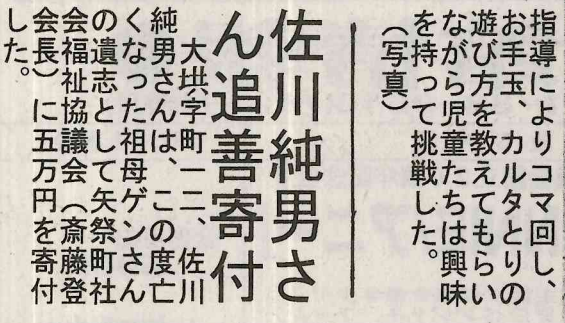 指導によりコマ回し、
お手玉、カルタとりの
遊び方を教えてもらい
ながら児童たちは興味
を持って挑戦した。
（写真）
佐川純男さ
ん追善寄付
大垬字町一二、佐川
純男さんは、この度亡
くなった祖母ゲンさん
の遺志として矢祭町社
会福祉協議会（斎藤登
会長）に五万円を寄付
した。